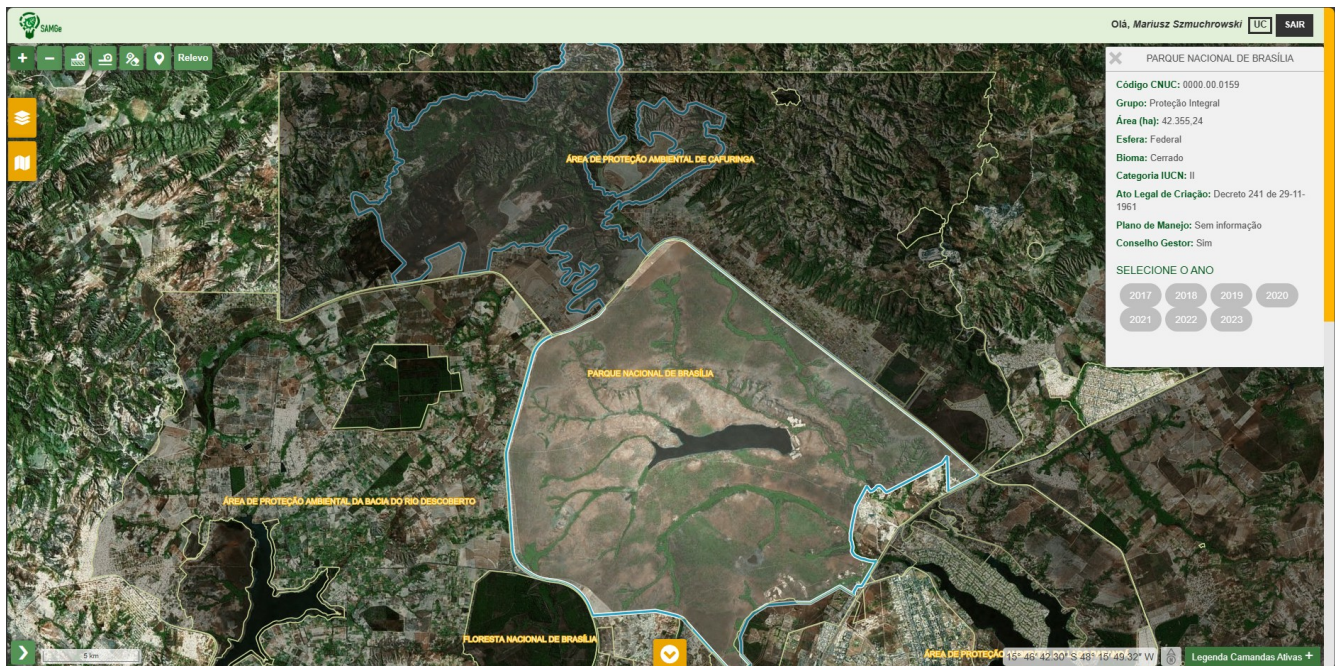 SAMGe
Olá, Mariusz Szmuchrowski UC SAIR
+ − Relevo
PARQUE NACIONAL DE BRASÍLIA
Código CNUC: 0000.00.0159
Grupo: Proteção Integral
Área (ha): 42.355,24
Esfera: Federal
Bioma: Cerrado
Categoria IUCN: II
Ato Legal de Criação: Decreto 241 de 29-11-
1961
Plano de Manejo: Sem informação
Conselho Gestor: Sim
SELECIONE O ANO
2017 2018 2019 2020
2021 2022 2023
ÁREA DE PROTEÇÃO AMBIENTAL DE CAFURINGA
PARQUE NACIONAL DE BRASÍLIA
ÁREA DE PROTEÇÃO AMBIENTAL DA BACIA DO RIO DESCOBERTO
FLORESTA NACIONAL DE BRASÍLIA
ÁREA DE PROTEÇÃO
5 km
15° 46' 42.30" S 48° 16' 49.32" W
Legenda Camandas Ativas +